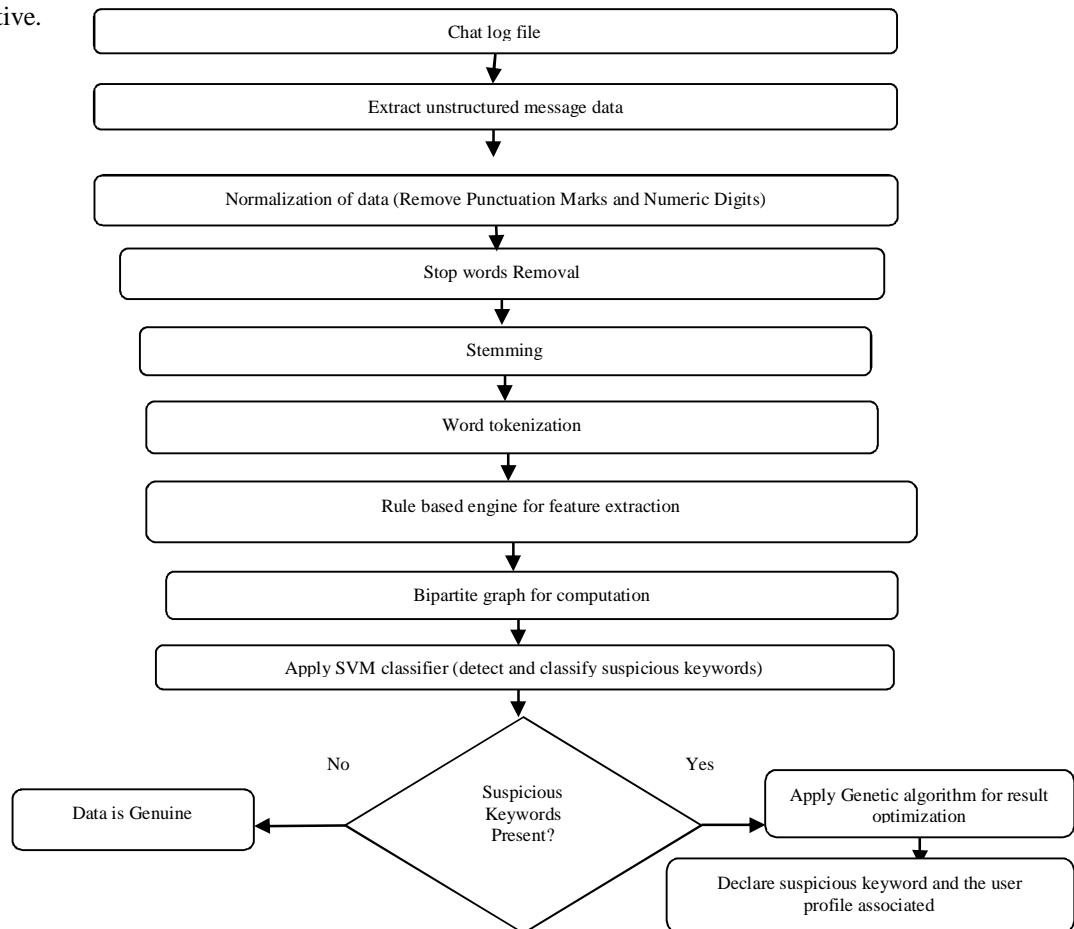 tive.
Chat log file
Extract unstructured message data
Normalization of data (Remove Punctuation Marks and Numeric Digits)
Stop words Removal
Stemming
Word tokenization
Rule based engine for feature extraction
Bipartite graph for computation
Apply SVM classifier (detect and classify suspicious keywords)
No
Yes
Suspicious
Keywords
Present?
Data is Genuine
Apply Genetic algorithm for result
optimization
Declare suspicious keyword and the user
profile associated